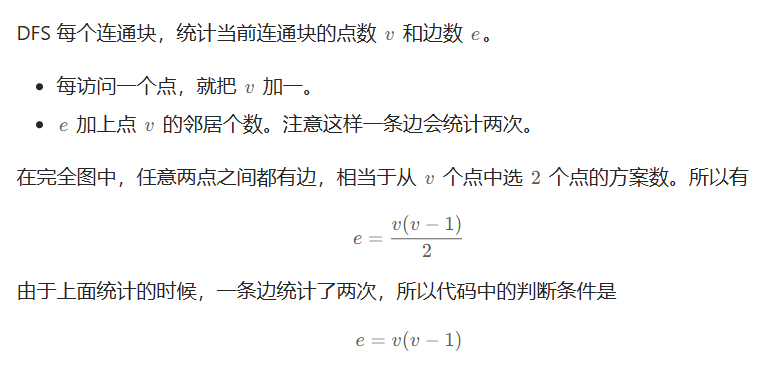 DFS 每个连通块，统计当前连通块的点数 v 和边数 e。
• 每访问一个点，就把 v 加一。
• e 加上点 v 的邻居个数。注意这样一条边会统计两次。
在完全图中，任意两点之间都有边，相当于从 v 个点中选 2 个点的方案数。所以有
e = \frac{v(v − 1)}{2}
由于上面统计的时候，一条边统计了两次，所以代码中的判断条件是
e = v(v − 1)